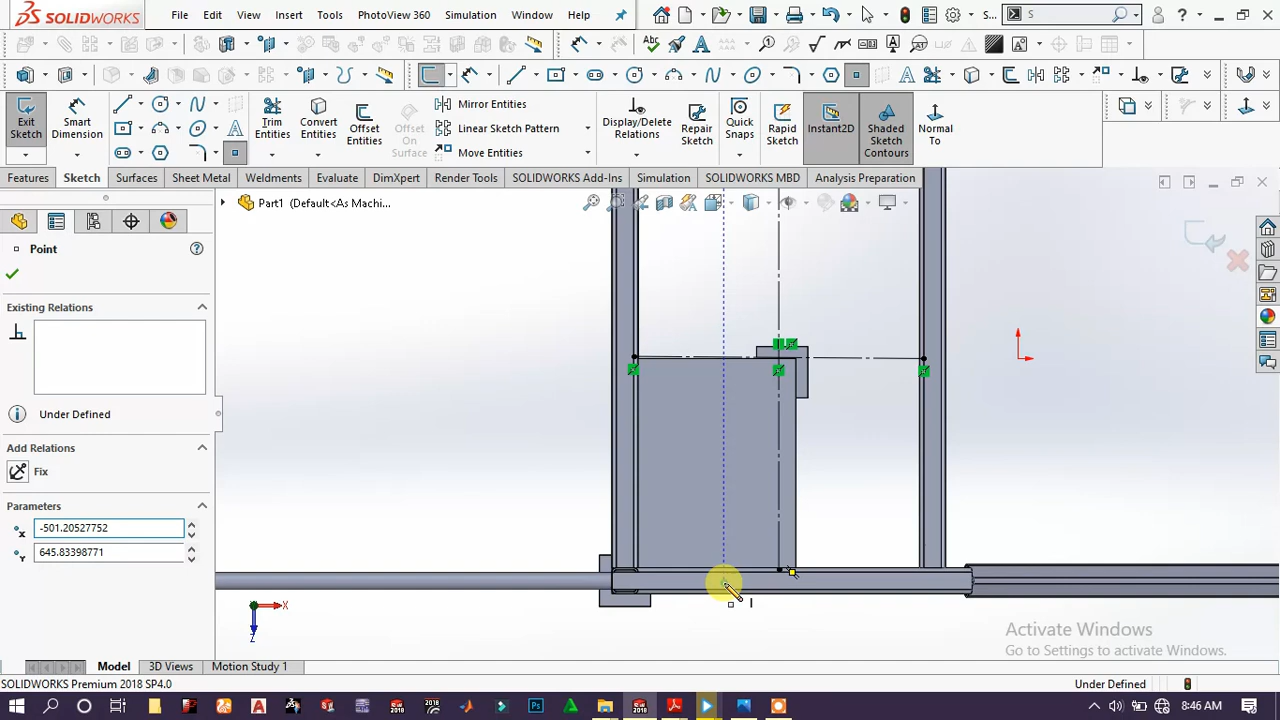 SOLIDWORKS File Edit View Insert Tools PhotoView 360 Simulation Window Help S... S
Exit Sketch Smart Dimension Trim Entities Convert Entities Offset Entities Offset On Surface Mirror Entities Linear Sketch Pattern Move Entities Display/Delete Relations Repair Sketch Quick Snaps Rapid Sketch Instant2D Shaded Sketch Contours Normal To
Features Sketch Surfaces Sheet Metal Weldments Evaluate DimXpert Render Tools SOLIDWORKS Add-Ins Simulation SOLIDWORKS MBD Analysis Preparation
Part1 (Default<As Machi...
Point
Existing Relations
Under Defined
Add Relations
Fix
Parameters
-501.20527752
645.83398771
X
Z
Activate Windows
Go to Settings to activate Windows.
Model 3D Views Motion Study 1
SOLIDWORKS Premium 2018 SP4.0 Under Defined
8:46 AM